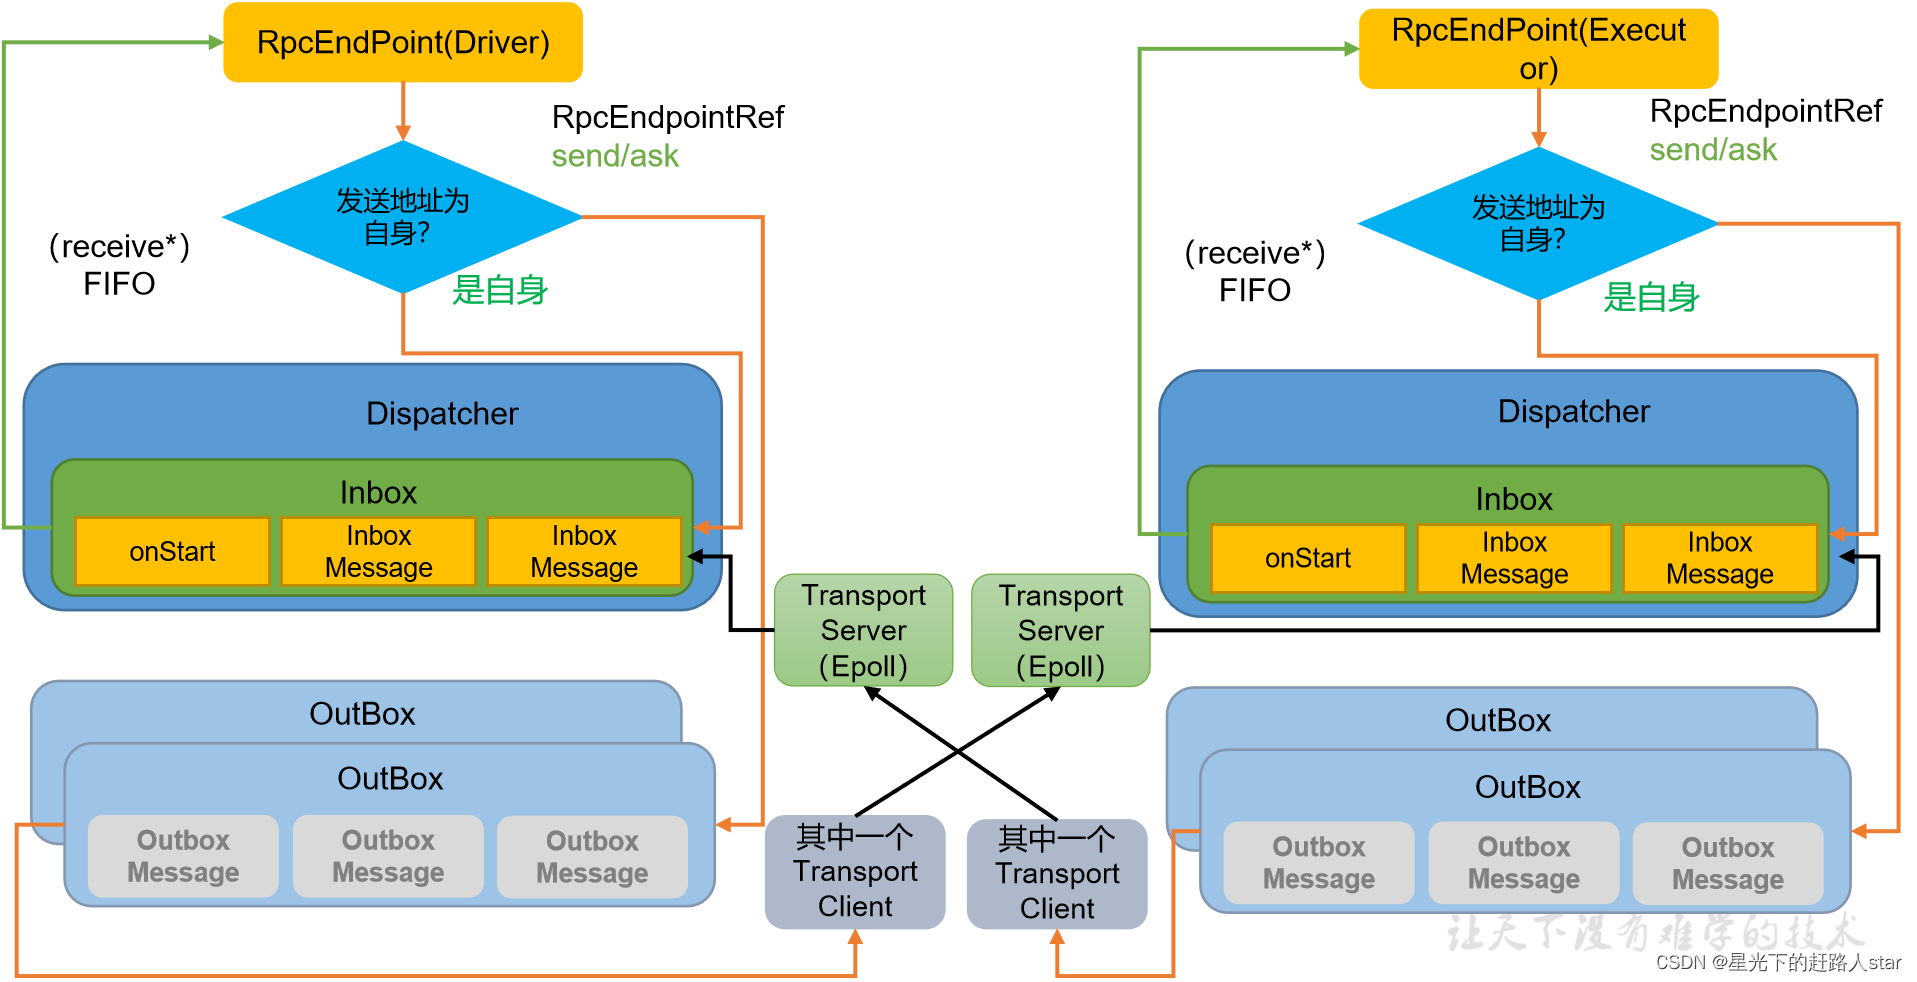 RpcEndPoint(Driver)
RpcEndpointRef
send/ask
发送地址为
自身?
(receive*)
FIFO
是自身
Dispatcher
Inbox
onStart
Inbox
Message
Inbox
Message
OutBox
OutBox
Outbox
Message
Outbox
Message
Outbox
Message
Transport
Server
(Epoll)
Transport
Server
(Epoll)
其中一个
Transport
Client
其中一个
Transport
Client
RpcEndPoint(Execut
or)
RpcEndpointRef
send/ask
发送地址为
自身?
(receive*)
FIFO
是自身
Dispatcher
Inbox
onStart
Inbox
Message
Inbox
Message
OutBox
OutBox
Outbox
Message
Outbox
Message
Outbox
Message
让天下没有难学的技术
CSDN @星光下的赶路人star